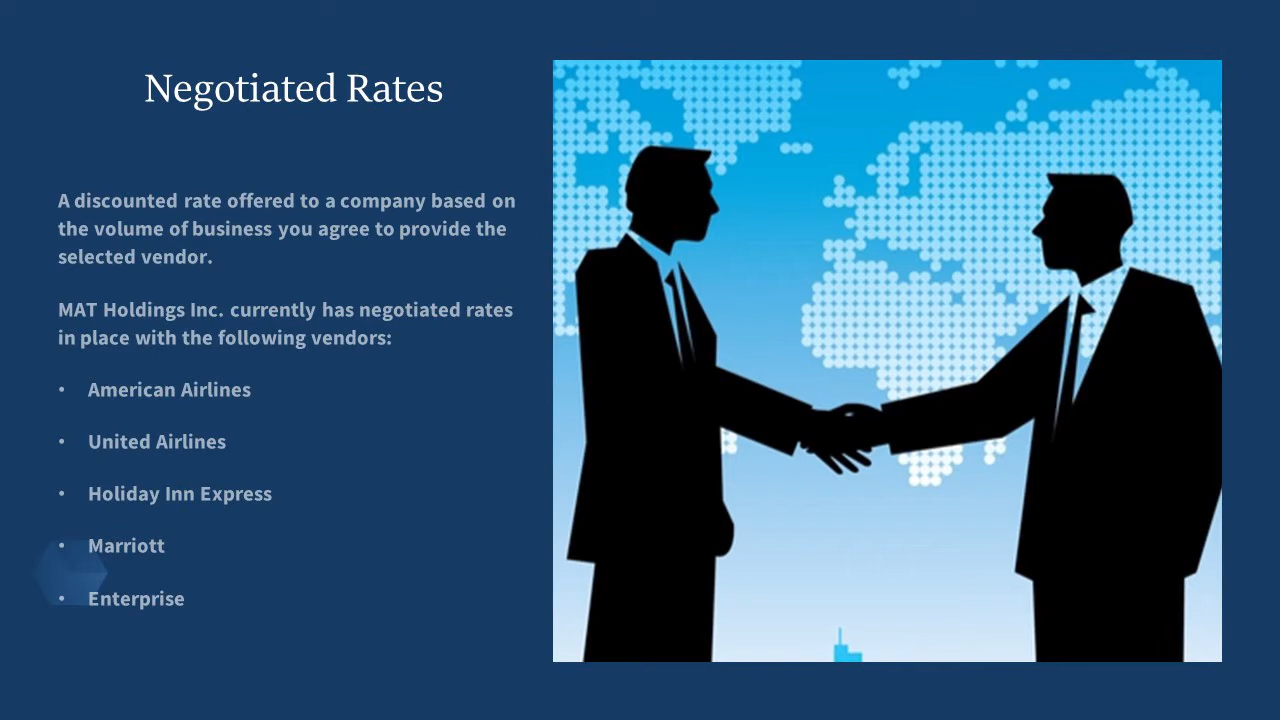 Negotiated Rates
A discounted rate offered to a company based on
the volume of business you agree to provide the
selected vendor.
MAT Holdings Inc. currently has negotiated rates
in place with the following vendors:
• American Airlines
• United Airlines
• Holiday Inn Express
• Marriott
• Enterprise